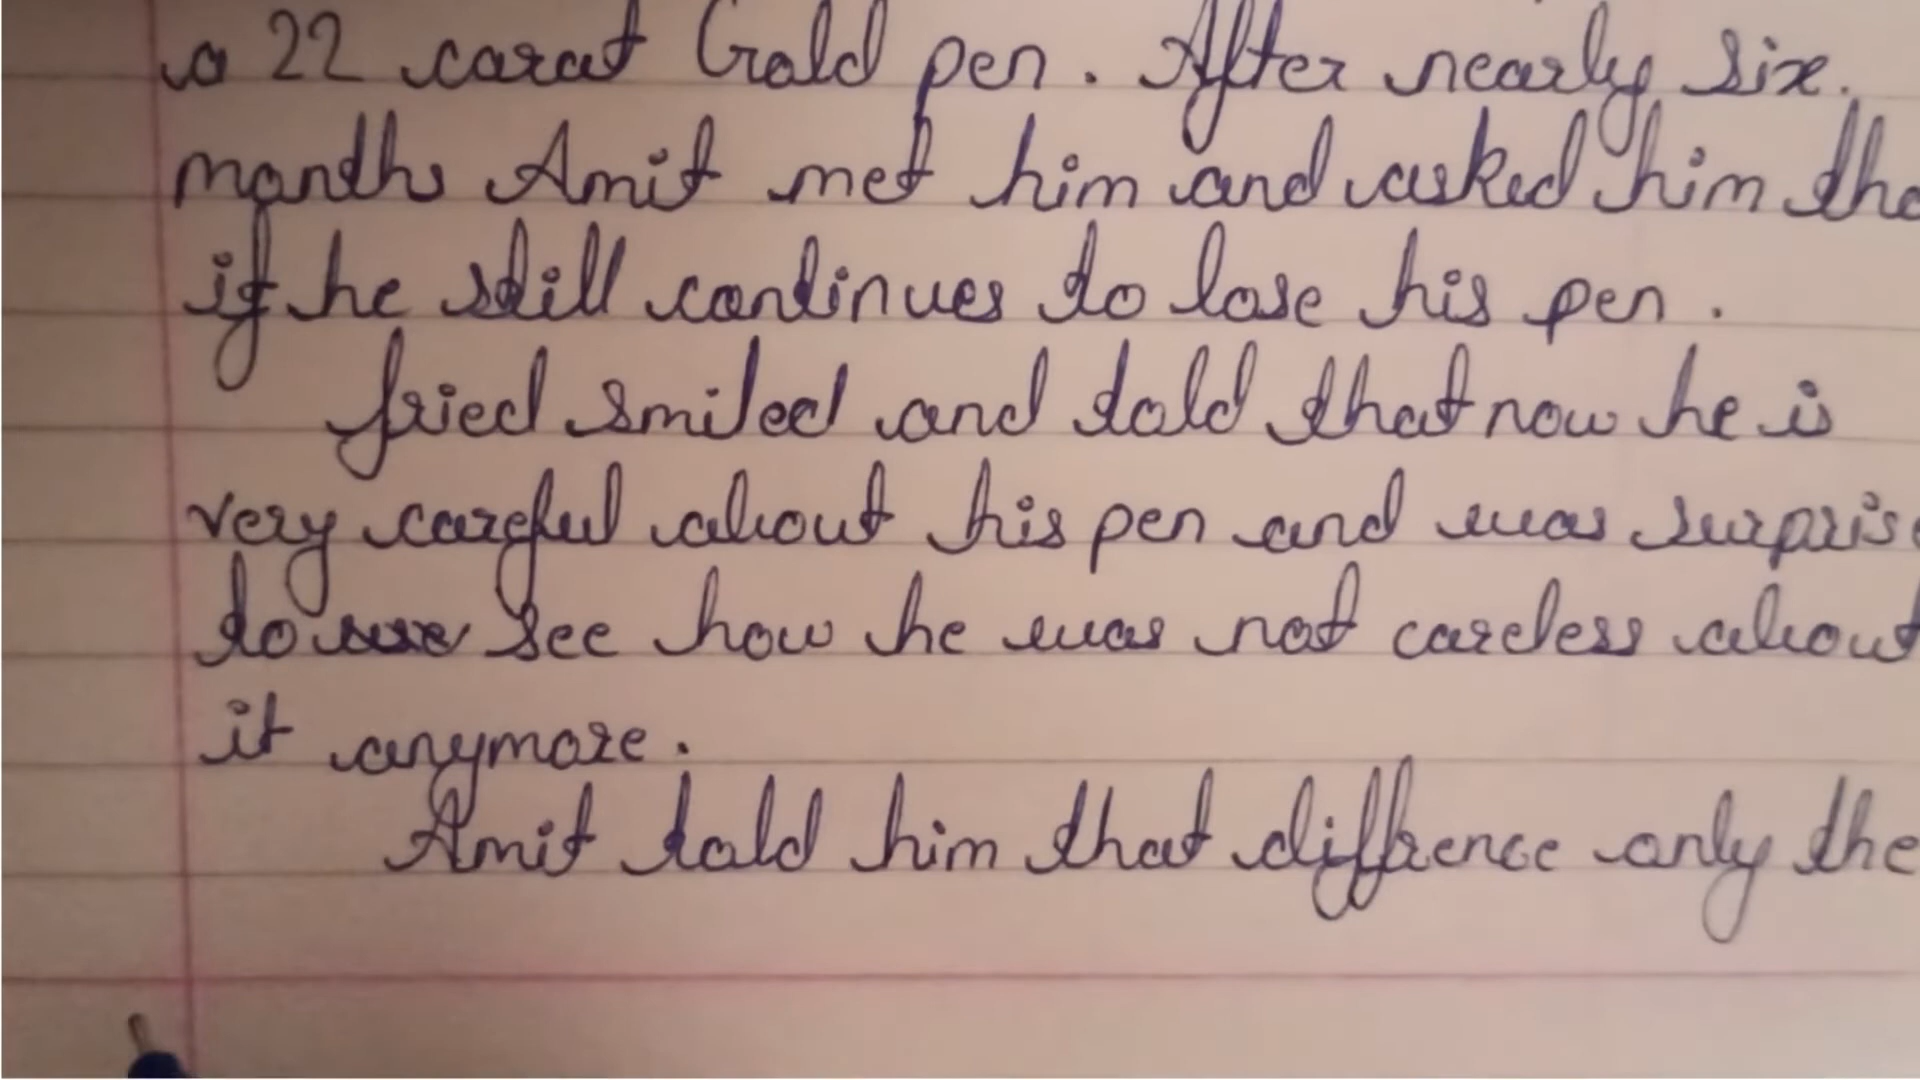 a 22 carat Gold pen. After nearly six.
months Amit met him and asked him tha
if he still continues to lose his pen.
fried smiled and told that now he is
very careful about his pen and was surpris
to see how he was not careless about
it anymore.
Amit told him that diffrence only the